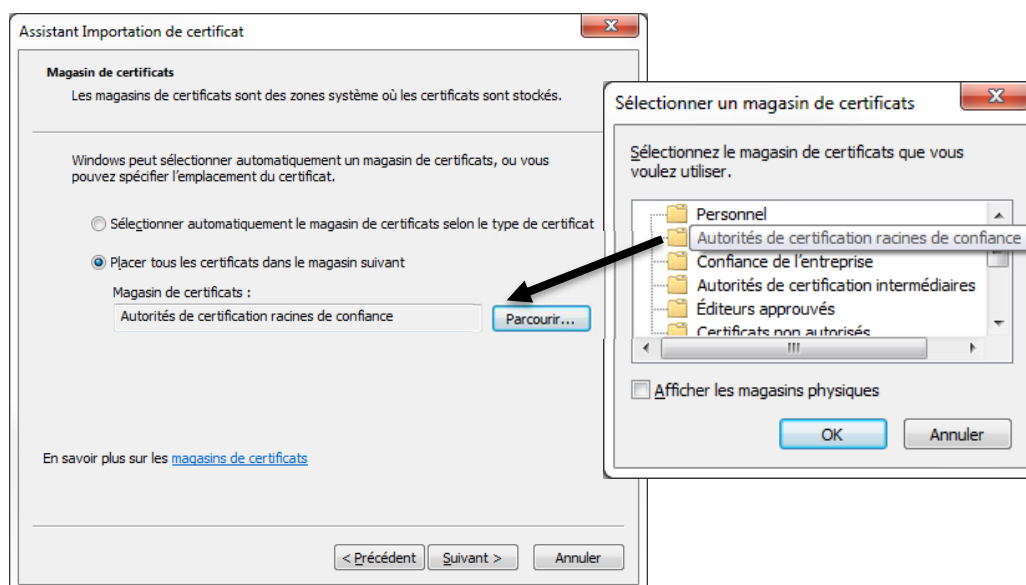 Assistant Importation de certificat
Magasin de certificats
Les magasins de certificats sont des zones système où les certificats sont stockés.
Windows peut sélectionner automatiquement un magasin de certificats, ou vous
pouvez spécifier l'emplacement du certificat.
Sélectionner automatiquement le magasin de certificats selon le type de certificat
Placer tous les certificats dans le magasin suivant
Magasin de certificats :
Autorités de certification racines de confiance
Parcourir...
En savoir plus sur les magasins de certificats
< Précédent
Suivant >
Annuler
Sélectionner un magasin de certificats
Sélectionnez le magasin de certificats que vous
voulez utiliser.
Personnel
Autorités de certification racines de confiance
Confiance de l'entreprise
Autorités de certification intermédiaires
Éditeurs approuvés
Certificats non autorisés
Afficher les magasins physiques
OK
Annuler